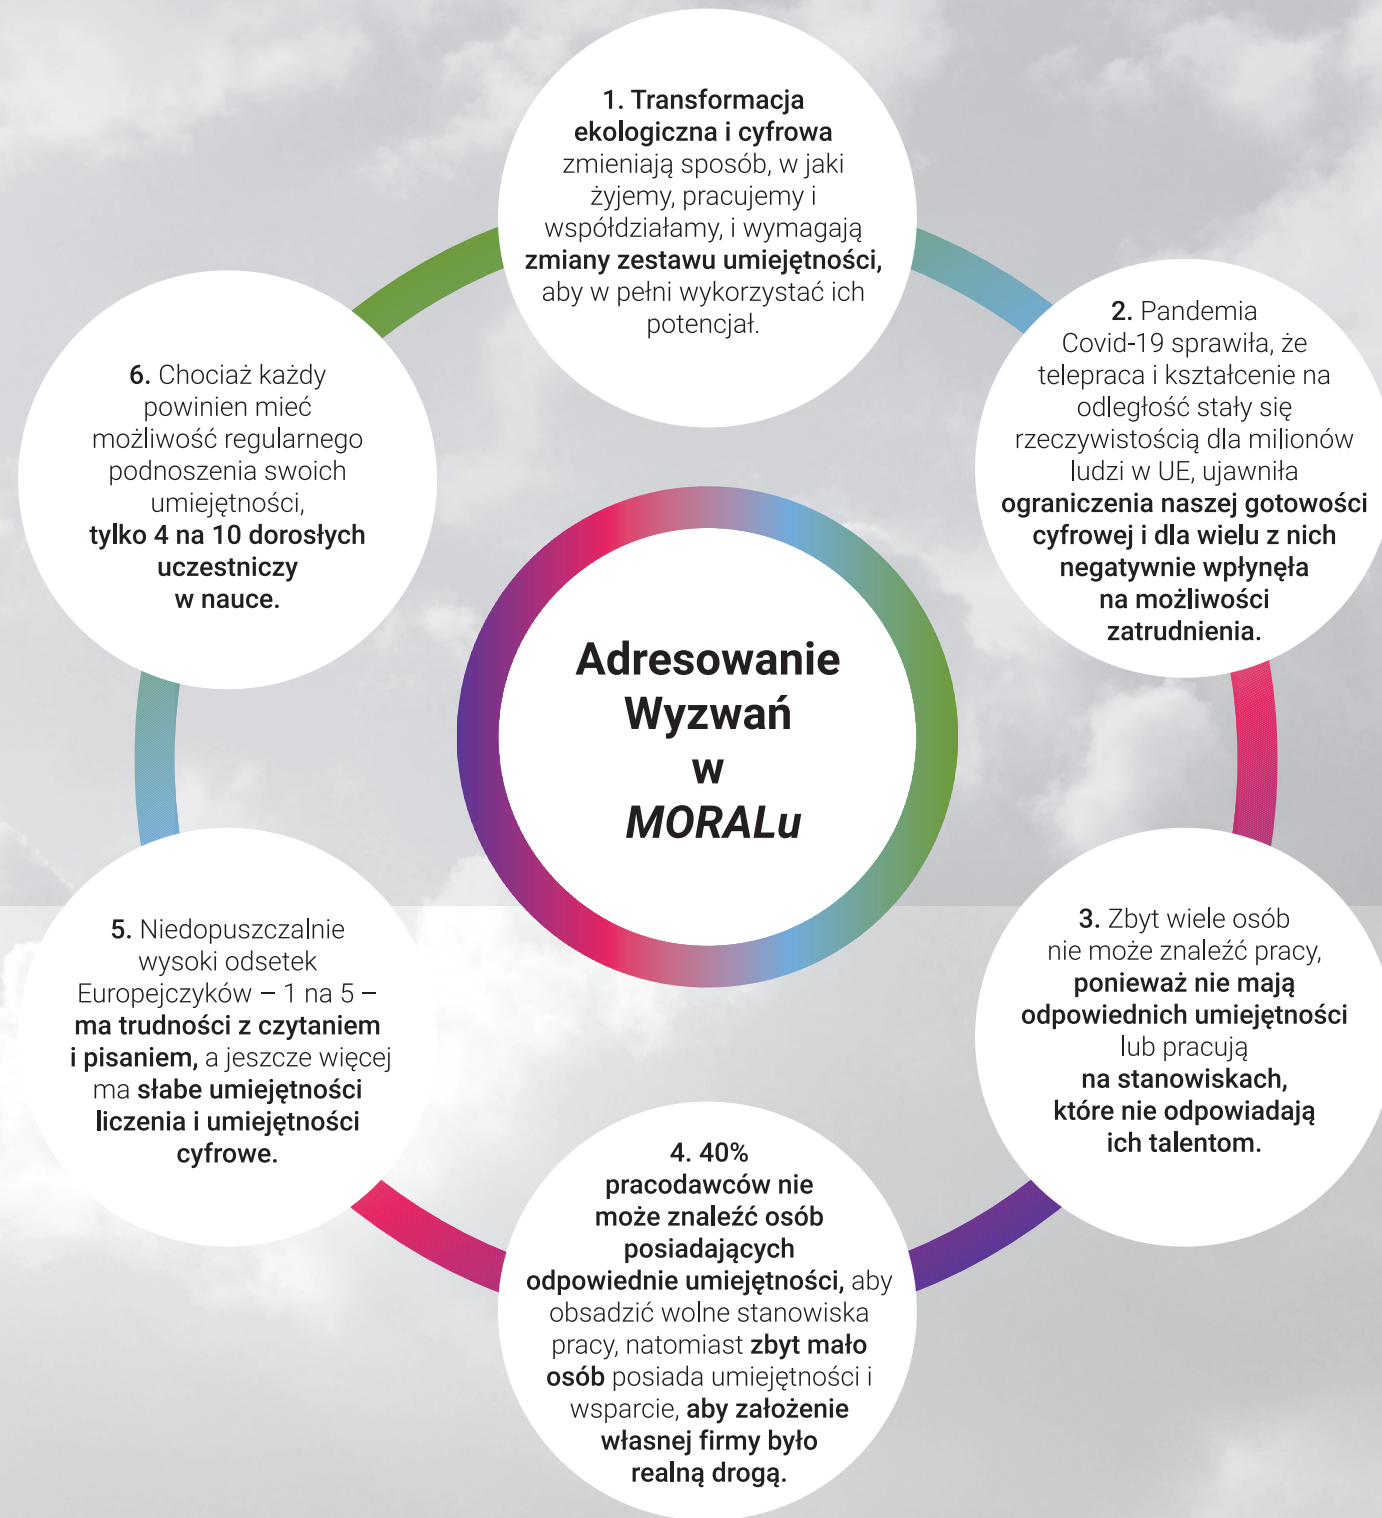 1. Transformacja
ekologiczna i cyfrowa
zmieniają sposób, w jaki
żyjemy, pracujemy i
współdziałamy, i wymagają
zmiany zestawu umiejętności,
aby w pełni wykorzystać ich
potencjał.
2. Pandemia
Covid-19 sprawiła, że
telepraca i kształcenie na
odległość stały się
rzeczywistością dla milionów
ludzi w UE, ujawniła
ograniczenia naszej gotowości
cyfrowej i dla wielu z nich
negatywnie wpłynęła
na możliwości
zatrudnienia.
3. Zbyt wiele osób
nie może znaleźć pracy,
ponieważ nie mają
odpowiednich umiejętności
lub pracują
na stanowiskach,
które nie odpowiadają
ich talentom.
4. 40%
pracodawców nie
może znaleźć osób
posiadających
odpowiednie umiejętności, aby
obsadzić wolne stanowiska
pracy, natomiast zbyt mało
osób posiada umiejętności i
wsparcie, aby założenie
własnej firmy było
realną drogą.
5. Niedopuszczalnie
wysoki odsetek
Europejczyków – 1 na 5 –
ma trudności z czytaniem
i pisaniem, a jeszcze więcej
ma słabe umiejętności
liczenia i umiejętności
cyfrowe.
6. Chociaż każdy
powinien mieć
możliwość regularnego
podnoszenia swoich
umiejętności,
tylko 4 na 10 dorosłych
uczestniczy
w nauce.
Adresowanie
Wyzwań
w
MORALu